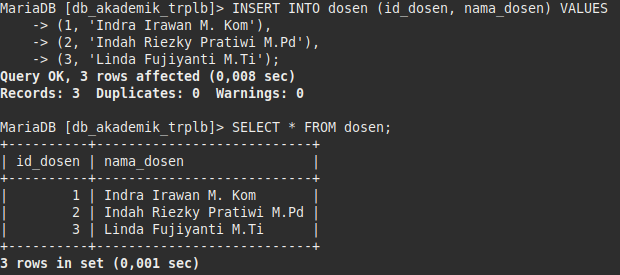 MariaDB [db_akademik_trplb]> INSERT INTO dosen (id_dosen, nama_dosen) VALUES
    -> (1, 'Indra Irawan M. Kom'),
    -> (2, 'Indah Riezky Pratiwi M.Pd'),
    -> (3, 'Linda Fujiyanti M.Ti');
Query OK, 3 rows affected (0,008 sec)
Records: 3  Duplicates: 0  Warnings: 0

MariaDB [db_akademik_trplb]> SELECT * FROM dosen;
+----------+---------------------------+
| id_dosen | nama_dosen                |
+----------+---------------------------+
|        1 | Indra Irawan M. Kom       |
|        2 | Indah Riezky Pratiwi M.Pd |
|        3 | Linda Fujiyanti M.Ti      |
+----------+---------------------------+
3 rows in set (0,001 sec)